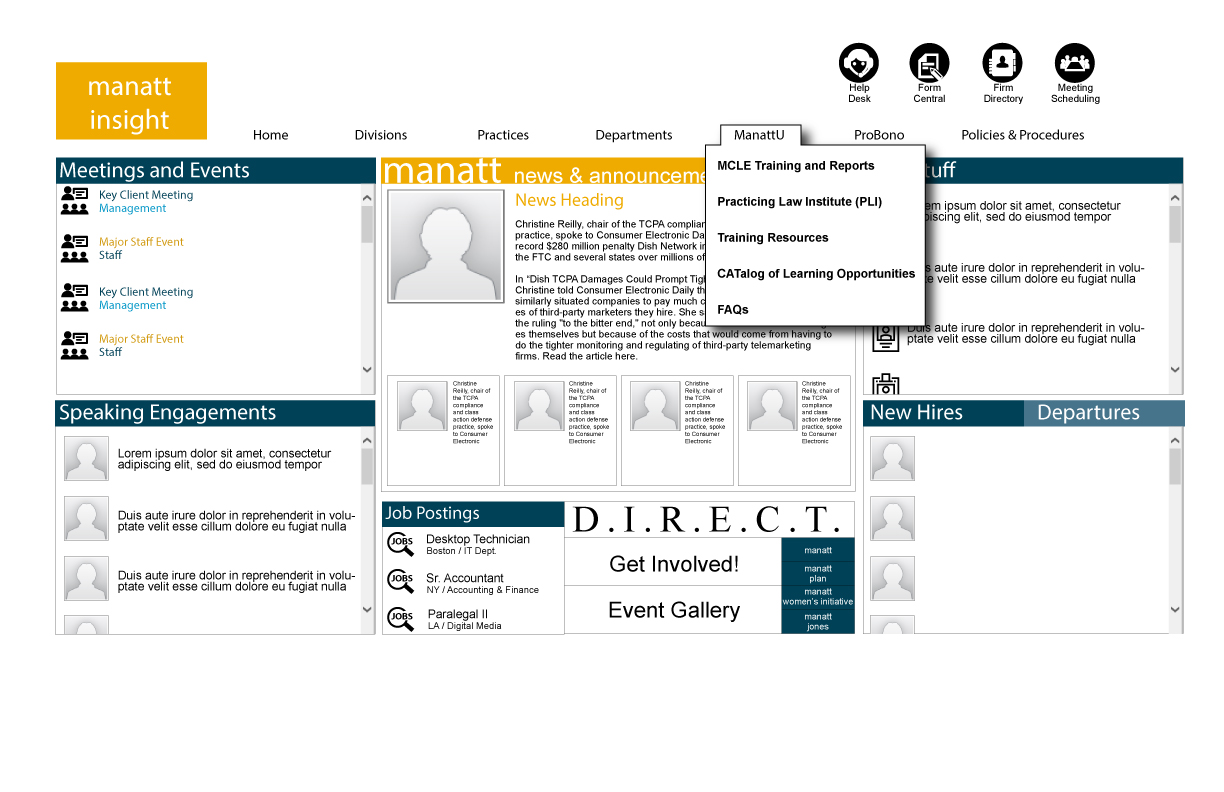 manatt
insight
Help
Desk
Form
Central
Firm
Directory
Meeting
Scheduling
Home
Divisions
Practices
Departments
ManattU
ProBono
Policies & Procedures
MCLE Training and Reports
Practicing Law Institute (PLI)
Training Resources
CATalog of Learning Opportunities
FAQs
Meetings and Events
Key Client Meeting
Management
Major Staff Event
Staff
Key Client Meeting
Management
Major Staff Event
Staff
manatt news & announceme
News Heading
Christine Reilly, chair of the TCPA complian
practice, spoke to Consumer Electronic Da
record $280 million penalty Dish Network
the FTC and several states over millions of
In “Dish TCPA Damages Could Prompt Tigh
Christine told Consumer Electronic Daily th
similarly situated companies to pay much
es of third-party marketers they hire. She
the ruling "to the bitter end," not only becau
es themselves but because of the costs that would come from having to
do the tighter monitoring and regulating of third-party telemarketing
firms. Read the article here.
Christine
Reilly, chair of
the TCPA
compliance
and class
action defense
practice, spoke
to Consumer
Electronic
Christine
Reilly, chair of
the TCPA
compliance
and class
action defense
practice, spoke
to Consumer
Electronic
Christine
Reilly, chair of
the TCPA
compliance
and class
action defense
practice, spoke
to Consumer
Electronic
Christine
Reilly, chair of
the TCPA
compliance
and class
action defense
practice, spoke
to Consumer
Electronic
tuff
em ipsum dolor sit amet, consectetur
piscing elit, sed do eiusmod tempor
s aute irure dolor in reprehenderit in volu-
te velit esse cillum dolore eu fugiat nulla
Duis aute irure dolor in reprehenderit in volu-
ptate velit esse cillum dolore eu fugiat nulla
Speaking Engagements
Lorem ipsum dolor sit amet, consectetur
adipiscing elit, sed do eiusmod tempor
Duis aute irure dolor in reprehenderit in volu-
ptate velit esse cillum dolore eu fugiat nulla
Duis aute irure dolor in reprehenderit in volu-
ptate velit esse cillum dolore eu fugiat nulla
Job Postings
JOBS
Desktop Technician
Boston / IT Dept.
JOBS
Sr. Accountant
NY / Accounting & Finance
JOBS
Paralegal II
LA / Digital Media
D.I.R.E.C.T.
Get Involved!
Event Gallery
manatt
manatt
plan
manatt
women's initiative
manatt
jones
New Hires
Departures